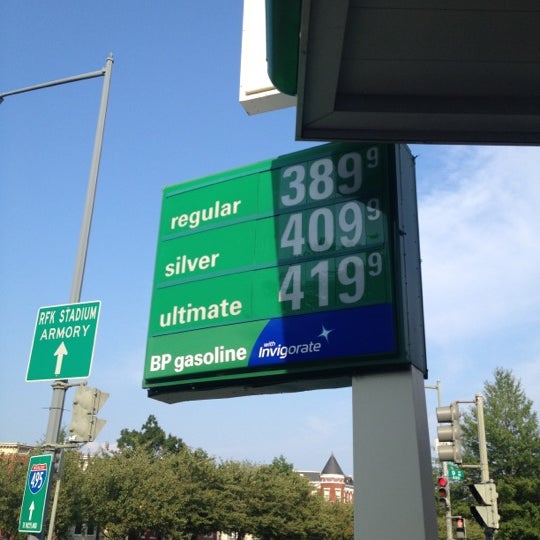 regular 389 9
silver 409 9
ultimate 419 9
BP gasoline with Invigorate
RFK STADIUM
ARMORY
495